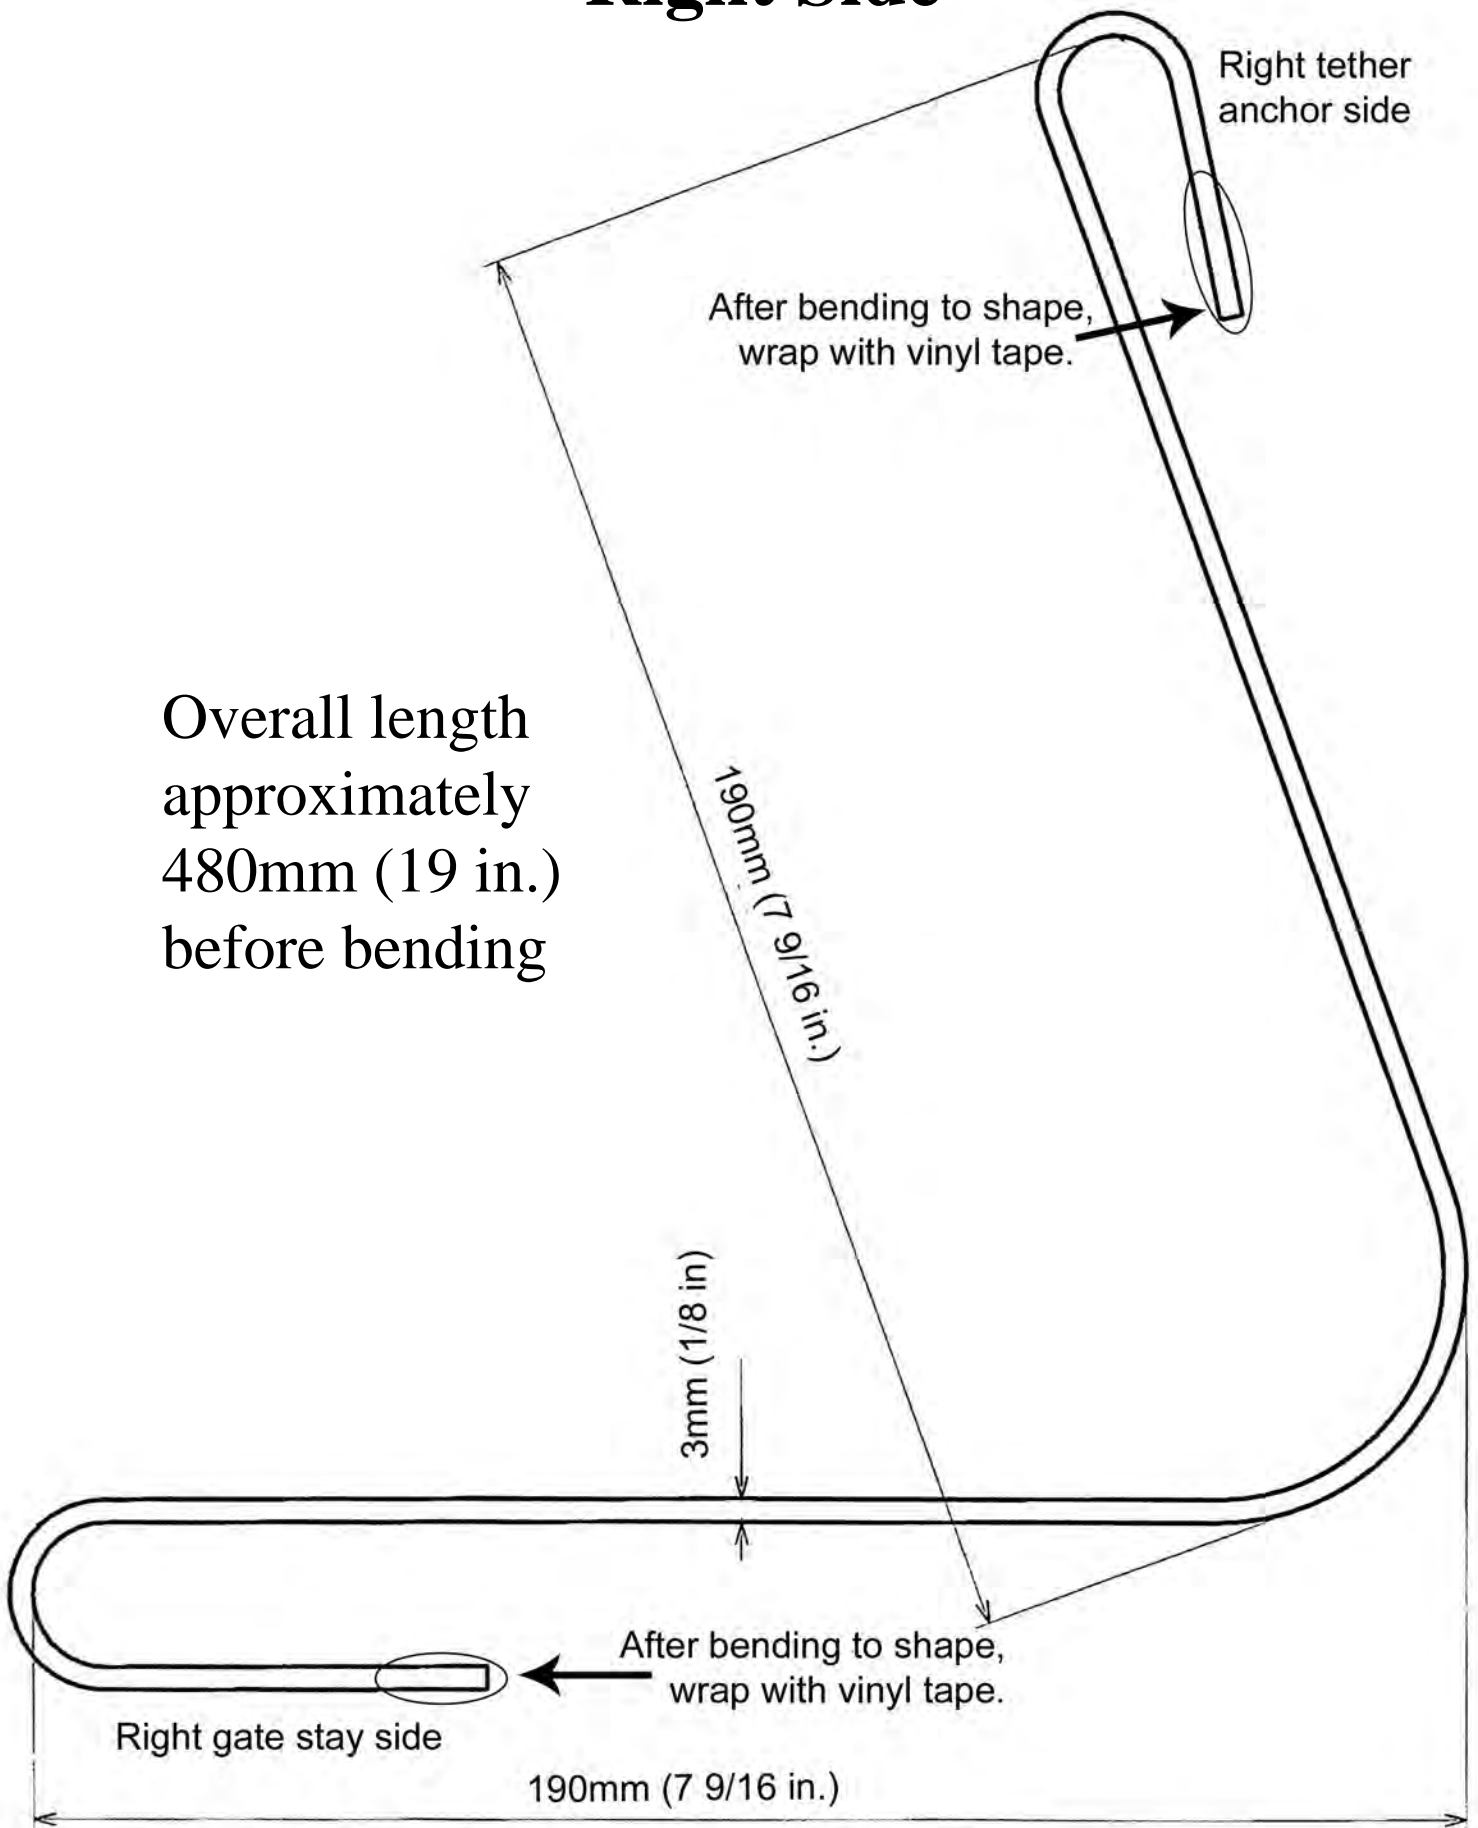 Right Side
Right tether
anchor side
After bending to shape,
wrap with vinyl tape.
Overall length
approximately
480mm (19 in.)
before bending
190mm (7 9/16 in.)
3mm (1/8 in)
After bending to shape,
wrap with vinyl tape.
Right gate stay side
190mm (7 9/16 in.)